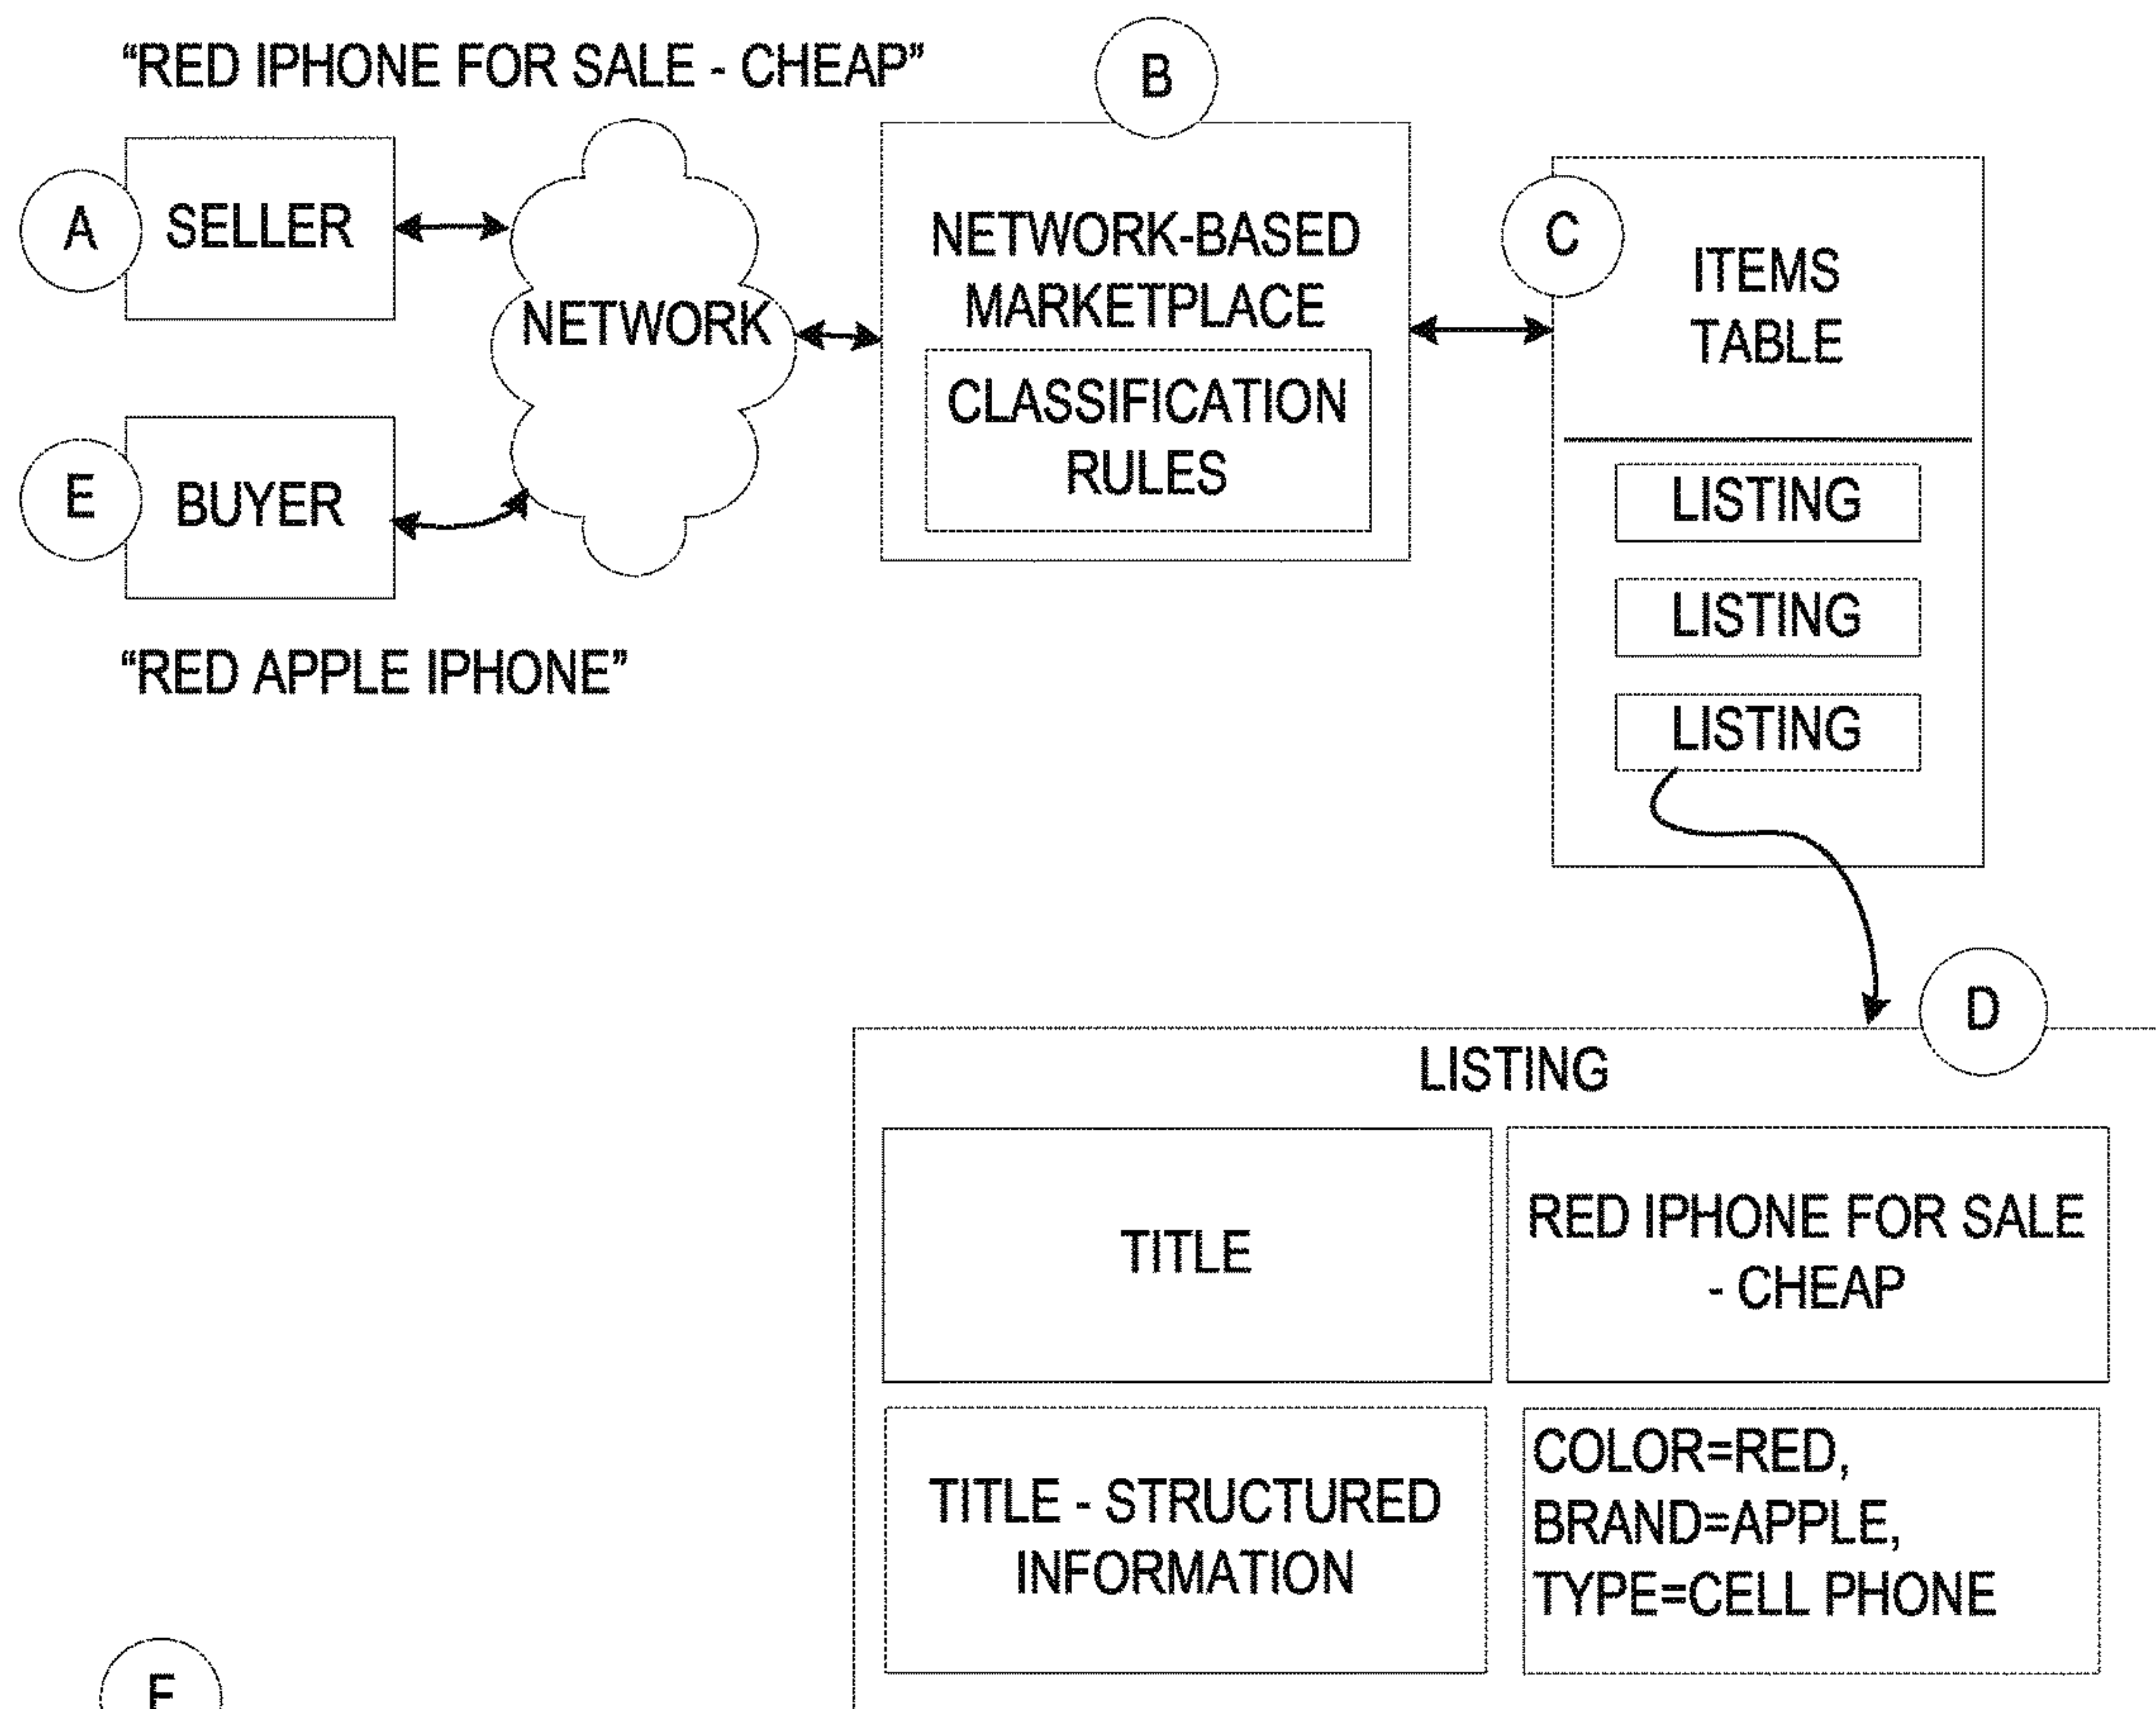 “RED IPHONE FOR SALE - CHEAP”
B
A
SELLER
NETWORK
NETWORK-BASED
MARKETPLACE
CLASSIFICATION
RULES
C
ITEMS
TABLE
LISTING
LISTING
LISTING
E
BUYER
“RED APPLE IPHONE”
D
LISTING
TITLE
RED IPHONE FOR SALE
- CHEAP
TITLE - STRUCTURED
INFORMATION
COLOR=RED,
BRAND=APPLE,
TYPE=CELL PHONE